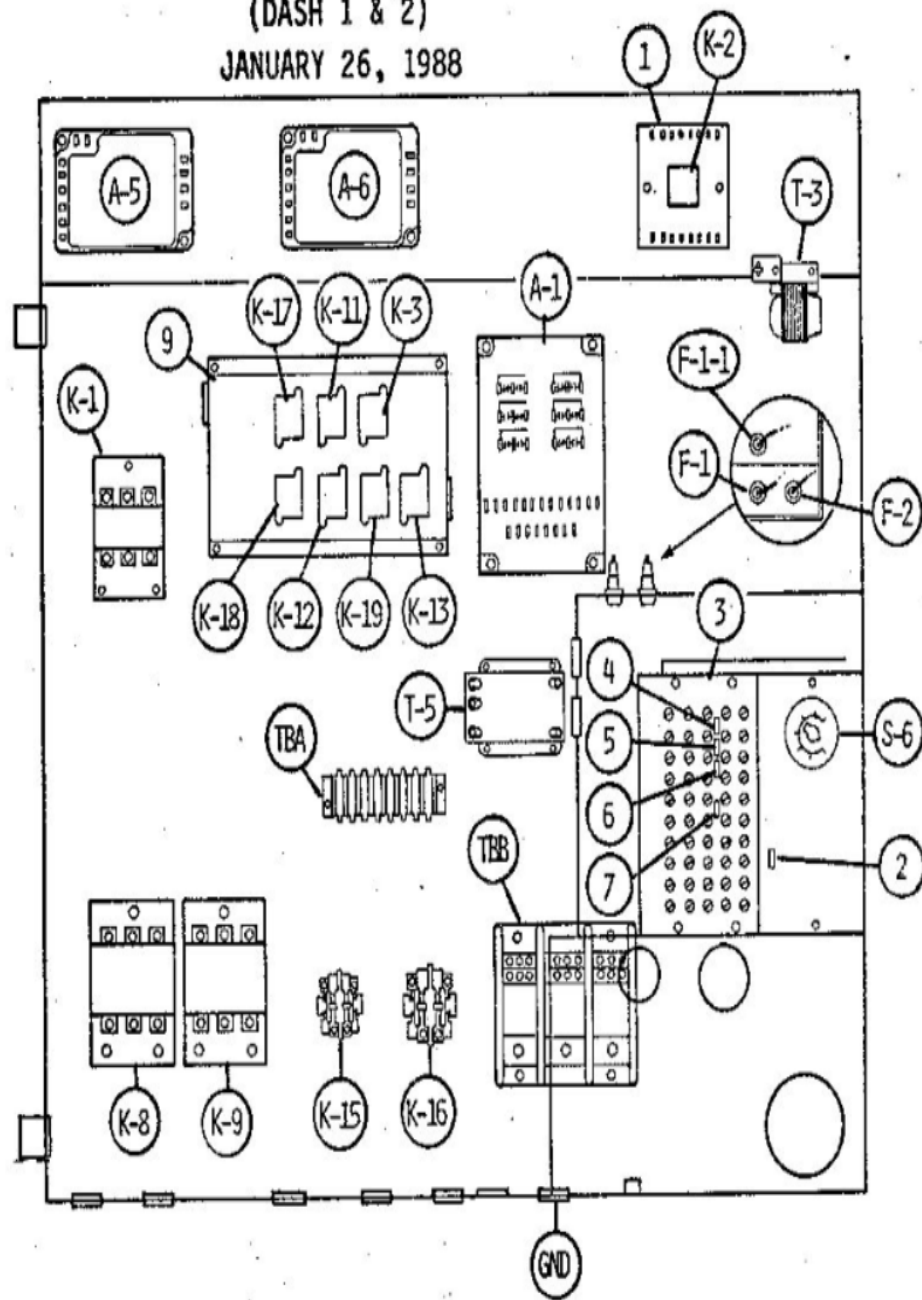 (DASH 1 & 2)
JANUARY 26, 1988
1
K-2
A-5
A-6
T-3
9
K-17
K-11
K-3
A-1
K-1
F-1-1
F-1
F-2
K-18
K-12
K-19
K-13
3
4
T-5
5
S-6
TBA
6
TBB
7
2
K-8
K-9
K-15
K-16
GND